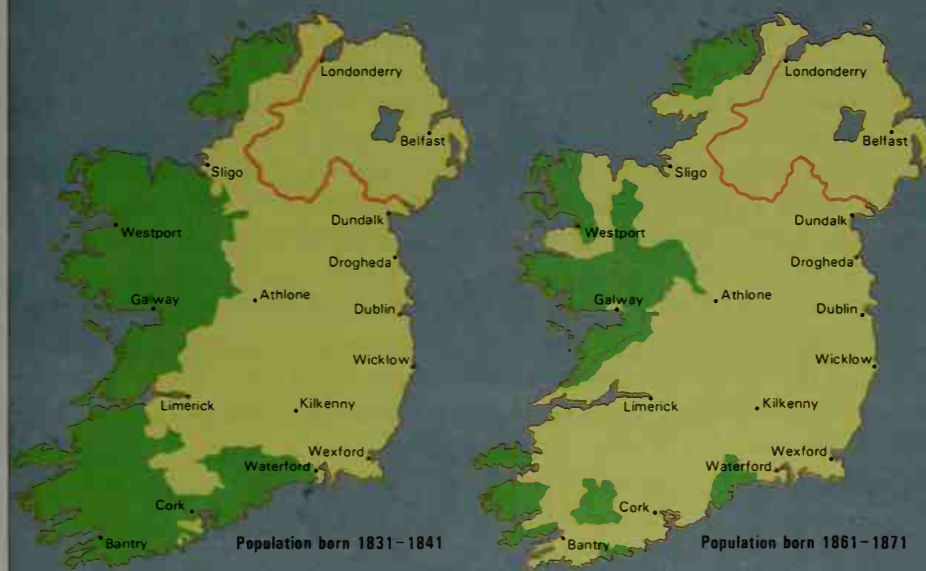 Londonderry
Belfast
Sligo
Dundalk
Westport
Drogheda
Galway
Athlone
Dublin
Wicklow
Limerick
Kilkenny
Wexford
Waterford
Cork
Bantry
Population born 1831–1841
Londonderry
Belfast
Sligo
Dundalk
Westport
Drogheda
Galway
Athlone
Dublin
Wicklow
Limerick
Kilkenny
Wexford
Waterford
Cork
Bantry
Population born 1861–1871